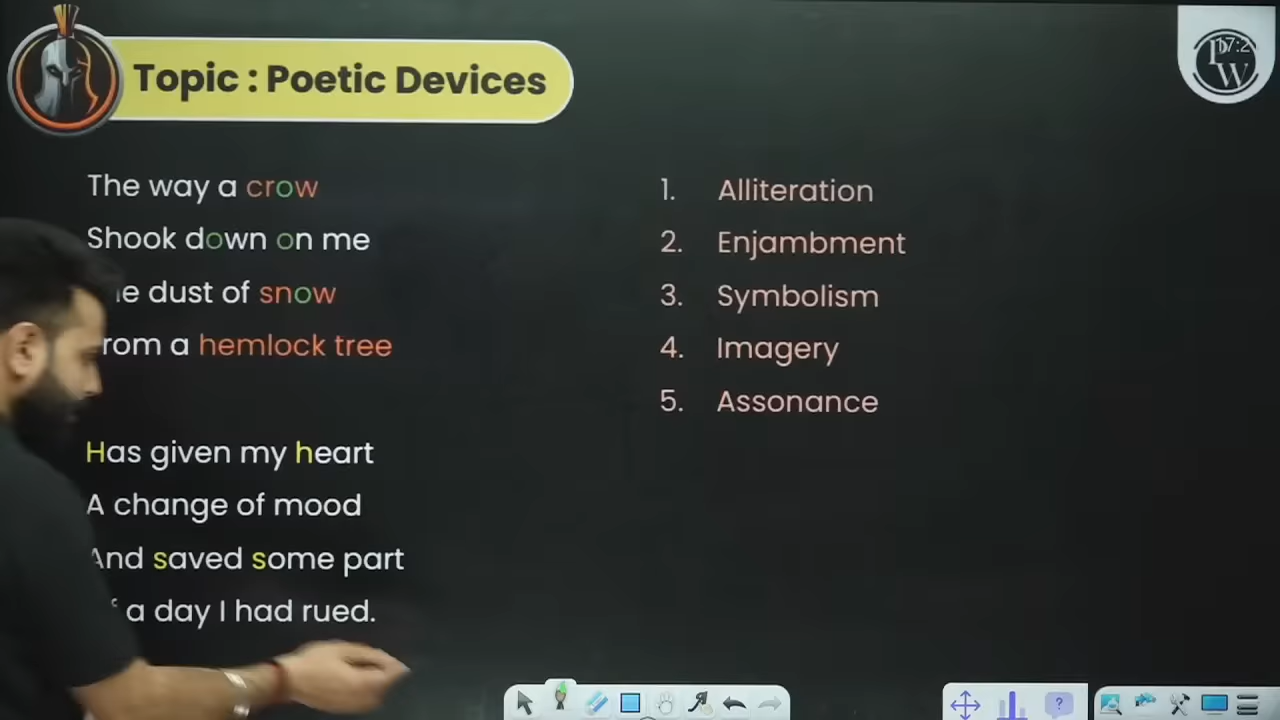 Topic : Poetic Devices
The way a crow
Shook down on me
dust of snow
a hemlock tree
Has given my heart
A change of mood
And saved some part
a day I had rued.
1. Alliteration
2. Enjambment
3. Symbolism
4. Imagery
5. Assonance